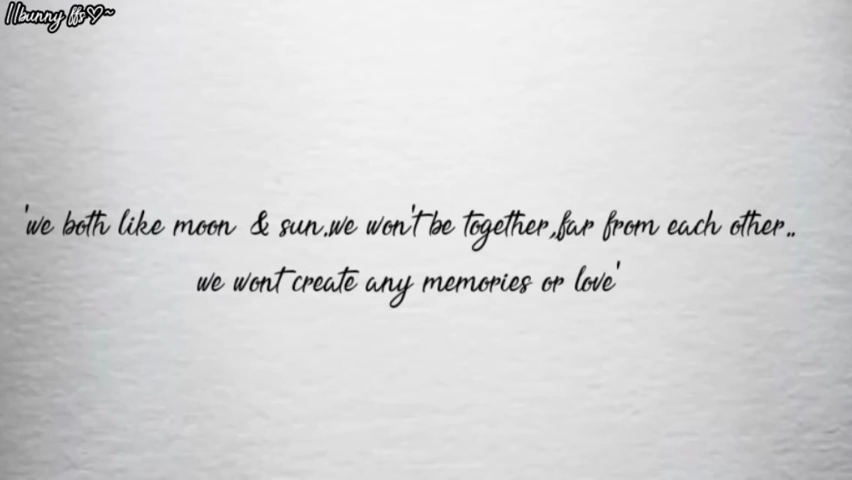 ||bunny ffs♡~
'we both like moon & sun.we won't be together,far from each other..
we wont create any memories or love'